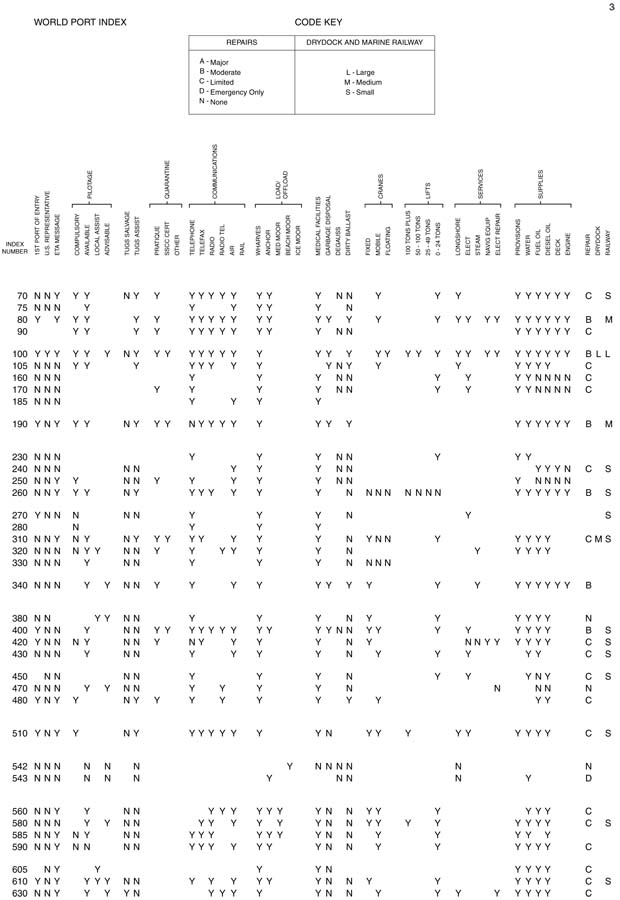 3
WORLD PORT INDEX CODE KEY
REPAIRS DRYDOCK AND MARINE RAILWAY
A - Major
B - Moderate L - Large
C - Limited M - Medium
D - Emergency Only S - Small
N - None
PILOTAGE QUARANTINE COMMUNICATIONS LOAD/OFFLOAD CRANES LIFTS SERVICES SUPPLIES
INDEX NUMBER 1ST PORT OF ENTRY U.S. REPRESENTATIVE ETA MESSAGE COMPULSORY AVAILABLE LOCAL ASSIST ADVISABLE TUGS SALVAGE TUGS ASSIST PRATIQUE SSCC CERT OTHER TELEPHONE TELEFAX RADIO RADIO TEL AIR RAIL WHARVES ANCHOR MED MOOR BEACH MOOR ICE MOOR MEDICAL FACILITIES GARBAGE DISPOSAL DEGAUSS DIRTY BALLAST FIXED MOBILE FLOATING 100 TONS PLUS 50 - 100 TONS 25 - 49 TONS 0 - 24 TONS LONGSHORE ELECT STEAM NAVIG EQUIP ELECT REPAIR PROVISIONS WATER FUEL OIL DIESEL OIL DECK ENGINE REPAIR DRYDOCK RAILWAY
70 N N Y Y Y N Y Y Y Y Y Y Y Y Y Y N N Y Y Y Y Y Y Y Y Y C S
75 N N N Y Y Y Y Y Y Y N
80 Y Y Y Y Y Y Y Y Y Y Y Y Y Y Y Y Y Y Y Y Y Y Y Y Y Y Y Y Y B M
90 Y Y Y Y Y Y Y Y Y Y Y Y N N Y Y Y Y Y Y C
100 Y Y Y Y Y Y N Y Y Y Y Y Y Y Y Y Y Y Y Y Y Y Y Y Y Y Y Y Y Y Y Y Y Y B L L
105 N N N Y Y Y Y Y Y Y Y Y N Y Y Y Y Y Y Y C
160 N N N Y Y Y N N Y Y Y Y N N N N C
170 N N N Y Y Y Y N N Y Y Y Y N N N N C
185 N N N Y Y Y Y
190 Y N Y Y Y N Y Y Y N Y Y Y Y Y Y Y Y Y Y Y Y Y Y B M
230 N N N Y Y Y N N Y Y Y
240 N N N N N Y Y Y N N Y Y Y N C S
250 N N Y Y N N Y Y Y Y Y N N Y N N N N
260 N N Y Y Y N Y Y Y Y Y Y Y N N N N N N N N Y Y Y Y Y Y B S
270 Y N N N N N Y Y Y N Y S
280 N Y Y Y
310 N N Y N Y N Y Y Y Y Y Y Y Y N Y N N Y Y Y Y Y C M S
320 N N N N Y Y N N Y Y Y Y Y Y N Y Y Y Y Y
330 N N N Y N N Y Y Y N N N N
340 N N N Y Y N N Y Y Y Y Y Y Y Y Y Y Y Y Y Y Y Y B
380 N N Y Y N N Y Y Y N Y Y Y Y Y Y N
400 Y N N Y N N Y Y Y Y Y Y Y Y Y Y Y N N Y Y Y Y Y Y Y Y B S
420 Y N N N Y N N Y N Y Y Y Y N Y N N Y Y Y Y Y Y C S
430 N N N Y N N Y Y Y Y N Y Y Y Y Y C S
450 N N N N Y Y Y N Y Y Y N Y C S
470 N N N Y Y N N Y Y Y Y N N N N N
480 Y N Y Y N Y Y Y Y Y Y Y Y Y Y C
510 Y N Y Y N Y Y Y Y Y Y Y Y N Y Y Y Y Y Y Y Y Y C S
542 N N N N N N Y N N N N N N
543 N N N N N N Y N N N Y D
560 N N Y Y N N Y Y Y Y Y Y Y N N Y Y Y Y Y Y C
580 N N N Y Y N N Y Y Y Y Y Y Y N N Y Y Y Y Y Y Y Y Y C S
585 N N Y N Y N N Y Y Y Y Y Y Y N N Y Y Y Y Y
590 N N Y N N N N Y Y Y Y Y Y Y N N Y Y Y Y Y Y C
605 N Y Y Y Y N Y Y Y Y C
610 Y N Y Y Y Y N N Y Y Y Y Y Y N N Y Y Y Y Y Y C S
630 N N Y Y Y Y N Y Y Y Y Y N N Y Y Y Y Y Y Y Y C